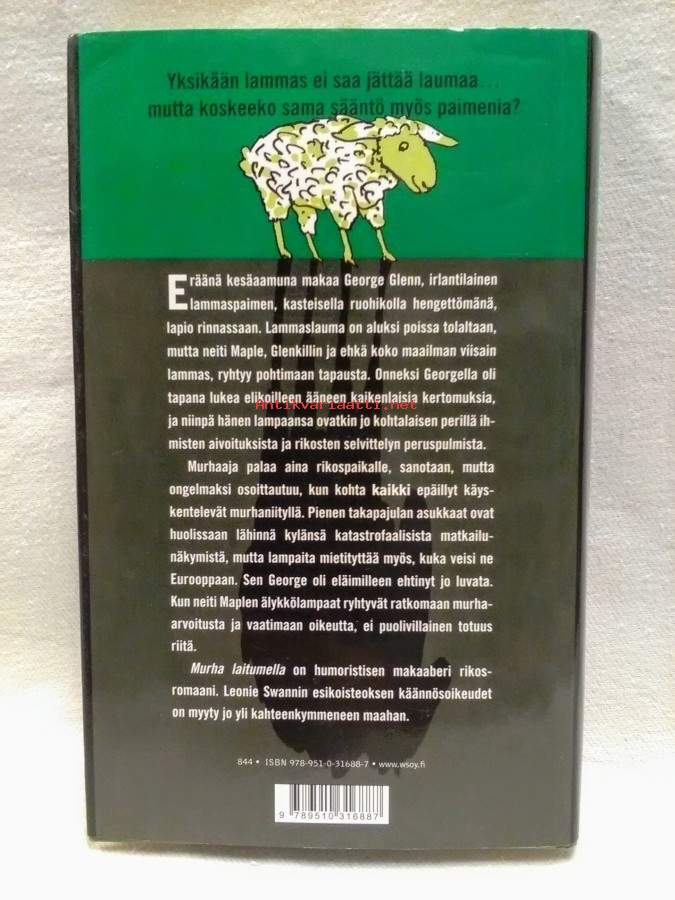 Yksikään lammas ei saa jättää laumaa...
mutta koskeeko sama sääntö myös paimenia?
Eräänä kesäaamuna makaa George Glenn, irlantilainen
lammaspaimen, kasteisella ruohikolla hengettömänä,
lapio rinnassaan. Lammaslauma on aluksi poissa tolaltaan,
mutta neiti Maple, Glenkillin ja ehkä koko maailman viisain
lammas, ryhtyy pohtimaan tapausta. Onneksi Georgella oli
tapana lukea elikoilleen ääneen kaikenlaisia kertomuksia,
Antikvariaatti.net
ja niinpä hänen lampaansa ovatkin jo kohtalaisen perillä ih-
misten aivoituksista ja rikosten selvittelyn peruspulmista.
Murhaaja palaa aina rikospaikalle, sanotaan, mutta
ongelmaksi osoittautuu, kun kohta kaikki epäillyt käys-
kentelevät murhaniityllä. Pienen takapajulan asukkaat ovat
huolissaan lähinnä kylänsä katastrofaalisista matkailu-
näkymistä, mutta lampaita mietityttää myös, kuka veisi ne
Eurooppaan. Sen George oli eläimilleen ehtinyt jo luvata.
Kun neiti Maplen älykkölampaat ryhtyvät ratkomaan murha-
arvoitusta ja vaatimaan oikeutta, ei puolivillainen totuus
riitä.
Murha laitumella on humoristisen makaaberi rikos-
romaani. Leonie Swannin esikoisteoksen käännösoikeudet
on myyty jo yli kahteenkymmeneen maahan.
844 • ISBN 978-951-0-31688-7 • www.wsoy.fi
9 789510 316887